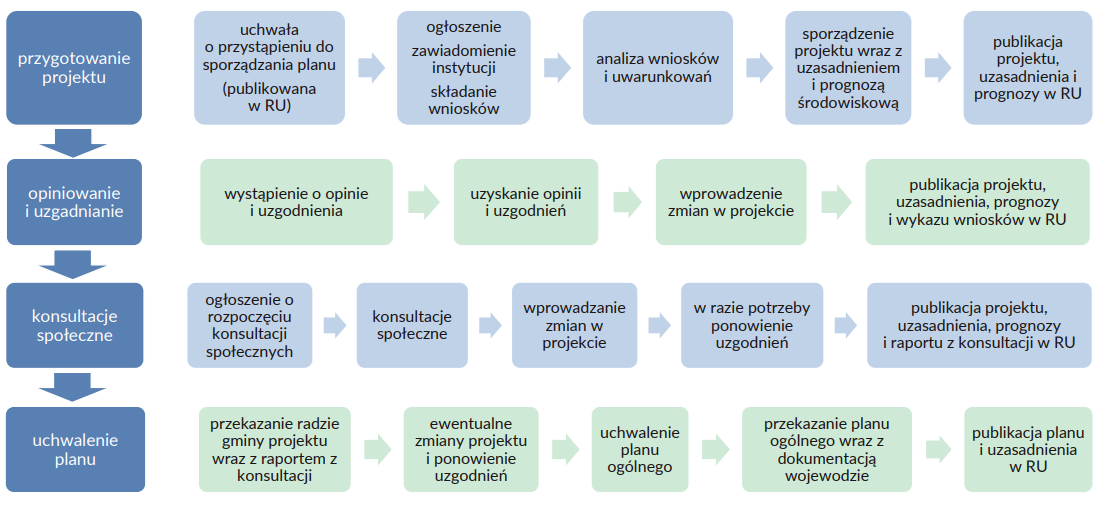 przygotowanie
projektu
uchwała
o przystąpieniu do
sporządzania planu
(publikowana
w RU)
ogłoszenie
zawiadomienie
instytucji
składanie
wniosków
analiza wniosków
i uwarunkowań
sporządzenie
projektu wraz z
uzasadnieniem
i prognozą
środowiskową
publikacja
projektu,
uzasadnienia i
prognozy w RU
opiniowanie
i uzgadnianie
wystąpienie o opinie
i uzgodnienia
uzyskanie opinii
i uzgodnień
wprowadzenie
zmian w projekcie
publikacja projektu,
uzasadnienia, prognozy
i wykazu wniosków w RU
konsultacje
społeczne
ogłoszenie o
rozpoczęciu
konsultacji
społecznych
konsultacje
społeczne
wprowadzanie
zmian w
projekcie
w razie potrzeby
ponowienie
uzgodnień
publikacja projektu,
uzasadnienia, prognozy
i raportu z konsultacji w RU
uchwalenie
planu
przekazanie radzie
gminy projektu
wraz z raportem z
konsultacji
ewentualne
zmiany projektu
i ponowienie
uzgodnień
uchwalenie
planu
ogólnego
przekazanie planu
ogólnego wraz z
dokumentacją
wojewodzie
publikacja planu
i uzasadnienia
w RU